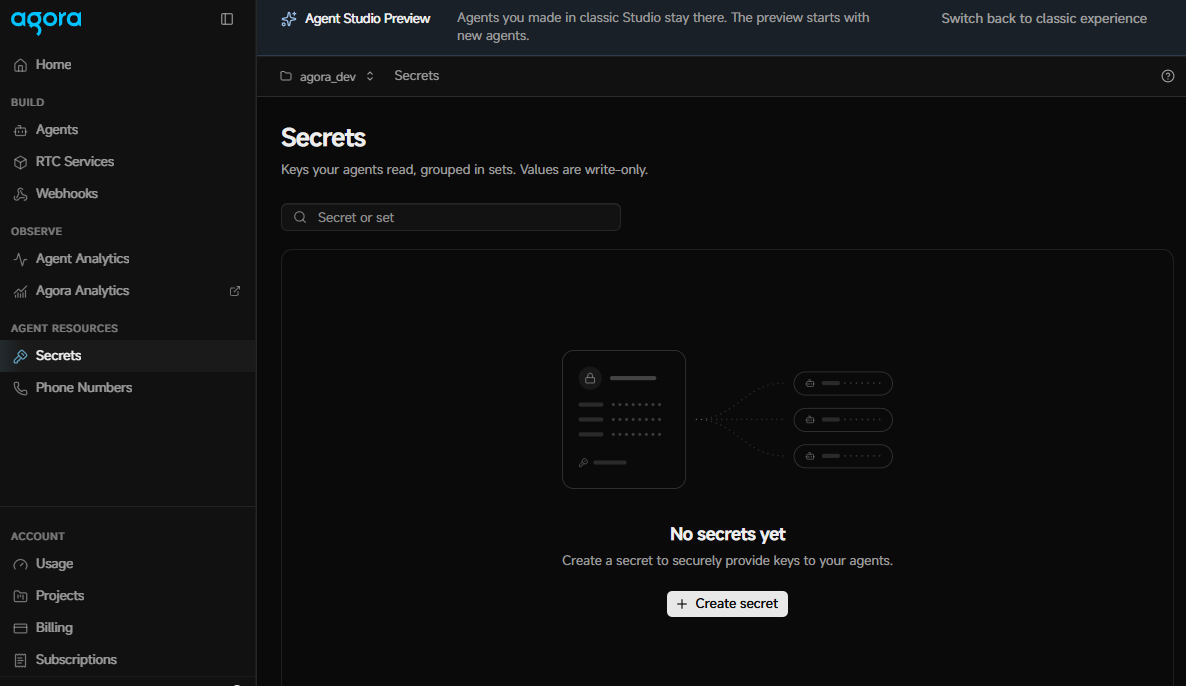 agora
Home
BUILD
Agents
RTC Services
Webhooks
OBSERVE
Agent Analytics
Agora Analytics
AGENT RESOURCES
Secrets
Phone Numbers
ACCOUNT
Usage
Projects
Billing
Subscriptions
Agent Studio Preview
Agents you made in classic Studio stay there. The preview starts with
new agents.
Switch back to classic experience
agora_dev
Secrets
Secrets
Keys your agents read, grouped in sets. Values are write-only.
Secret or set
No secrets yet
Create a secret to securely provide keys to your agents.
+ Create secret